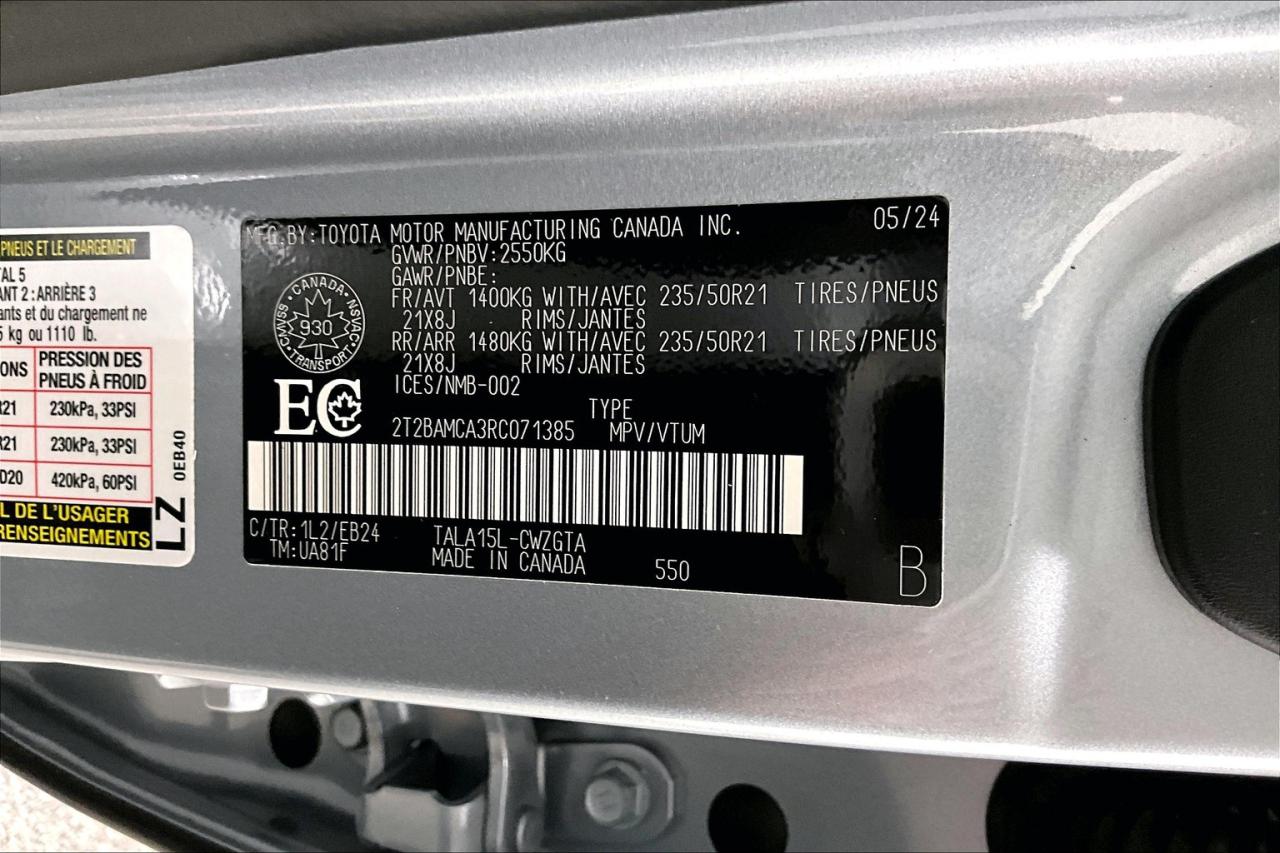 PNEUS ET LE CHARGEMENT
TAL 5
ANT 2 : ARRIÈRE 3
ants et du chargement ne
5 kg ou 1110 lb.
ONS
PRESSION DES
PNEUS À FROID
R21
230kPa, 33PSI
R21
230kPa, 33PSI
D20
420kPa, 60PSI
L DE L'USAGER
RENSEIGNEMENTS
LZ 0EB40
MFG.BY:TOYOTA MOTOR MANUFACTURING CANADA INC. 05/24
GVWR/PNBV:2550KG
GAWR/PNBE:
FR/AVT 1400KG WITH/AVEC 235/50R21 TIRES/PNEUS
21X8J RIMS/JANTES
RR/ARR 1480KG WITH/AVEC 235/50R21 TIRES/PNEUS
21X8J RIMS/JANTES
ICES/NMB-002
CANADA
CMVSS 930 NSVAC
TRANSPORT
EC
TYPE
2T2BAMCA3RC071385 MPV/VTUM
C/TR:1L2/EB24 TALA15L-CWZGTA
TM:UA81F MADE IN CANADA 550
B